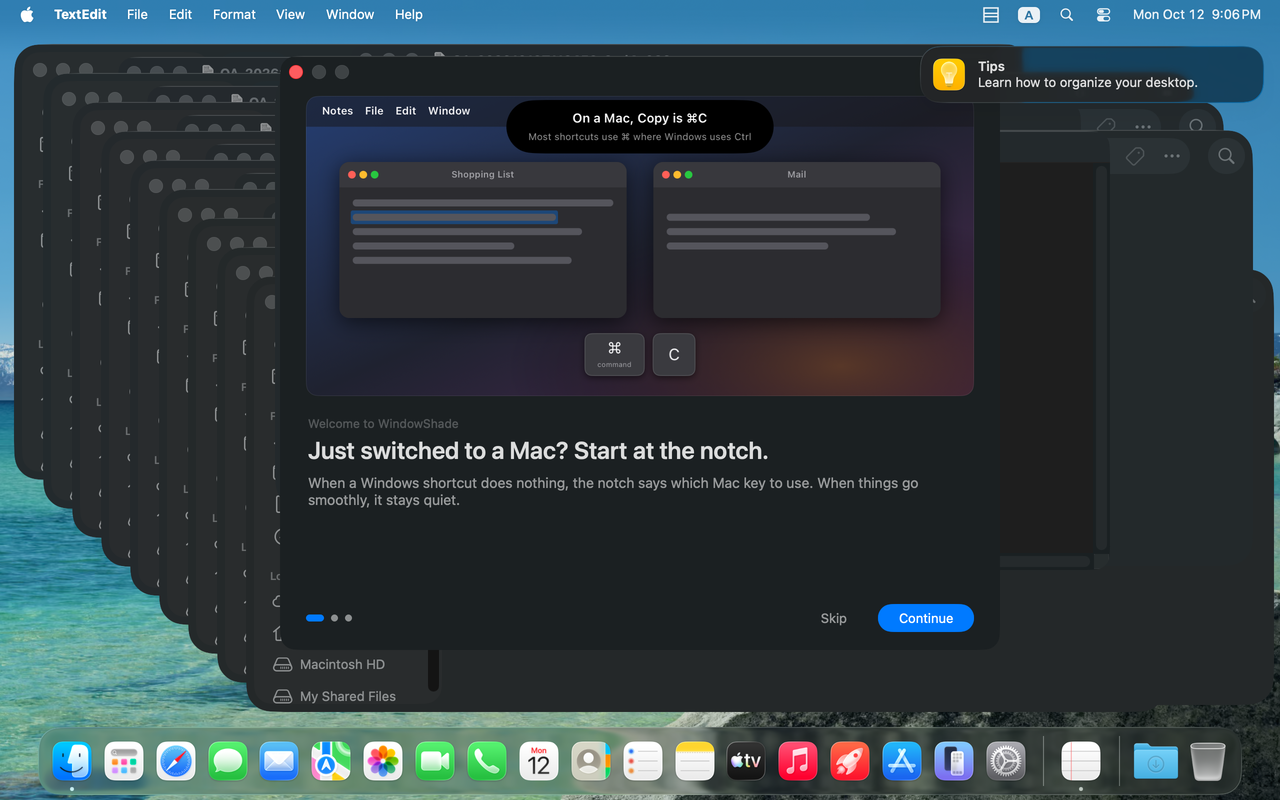 TextEdit File Edit Format View Window Help
A
Mon Oct 12 9:06 PM
Tips
Learn how to organize your desktop.
Notes File Edit Window
On a Mac, Copy is ⌘C
Most shortcuts use ⌘ where Windows uses Ctrl
Shopping List
Mail
⌘
command
C
Welcome to WindowShade
Just switched to a Mac? Start at the notch.
When a Windows shortcut does nothing, the notch says which Mac key to use. When things go
smoothly, it stays quiet.
Skip
Continue
Macintosh HD
My Shared Files
Mon
12
tv